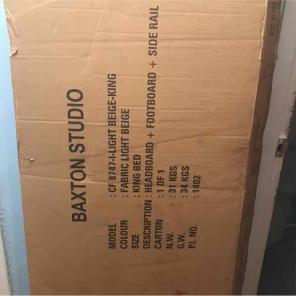 BAXTON STUDIO
MODEL : CF 8747-I-LIGHT BEIGE-KING
COLOUR : FABRIC LIGHT BEIGE
SIZE : KING BED
DESCRIPTION : HEADBOARD + FOOTBOARD + SIDE RAIL
CARTON : 1 OF 1
N.W. : 31 KGS
G.W. : 34 KGS
P.I. NO. : 1402